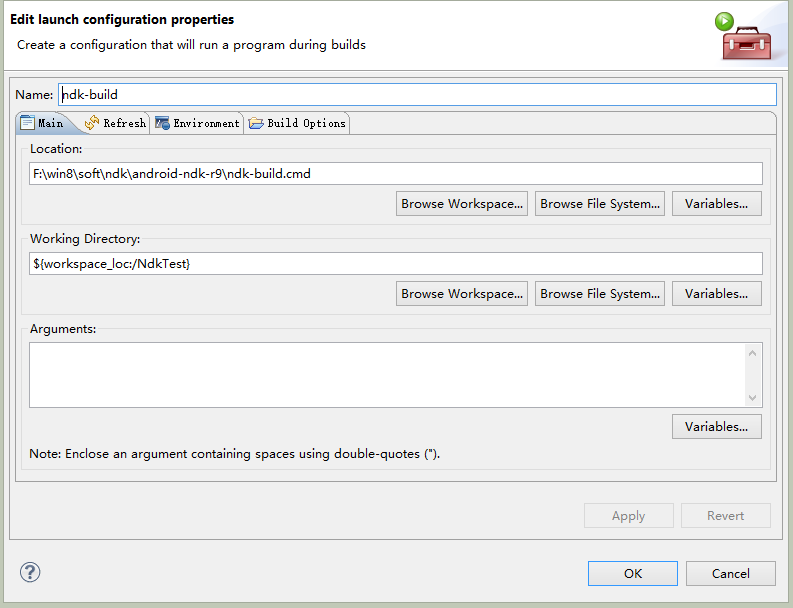 Edit launch configuration properties
Create a configuration that will run a program during builds
Name: ndk-build
Main Refresh Environment Build Options
Location:
F:\win8\soft\ndk\android-ndk-r9\ndk-build.cmd
Browse Workspace... Browse File System... Variables...
Working Directory:
${workspace_loc:/NdkTest}
Browse Workspace... Browse File System... Variables...
Arguments:
Variables...
Note: Enclose an argument containing spaces using double-quotes (").
Apply Revert
? OK Cancel